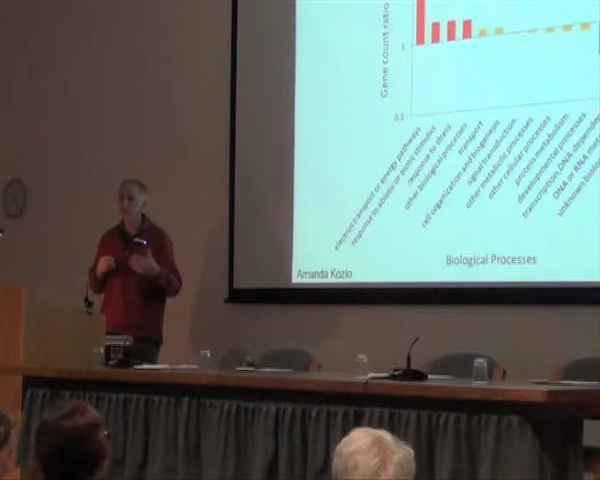 Gene count ratio
1
0.1
electron transport or energy pathways
response to abiotic or biotic stimulus
response to stress
other biological processes
transport
cell organization and biogenesis
signal transduction
other metabolic processes
other cellular processes
protein metabolism
developmental processes
transcription, DNA-dependent
DNA or RNA
unknown
Biological Processes
Amanda Kozlo